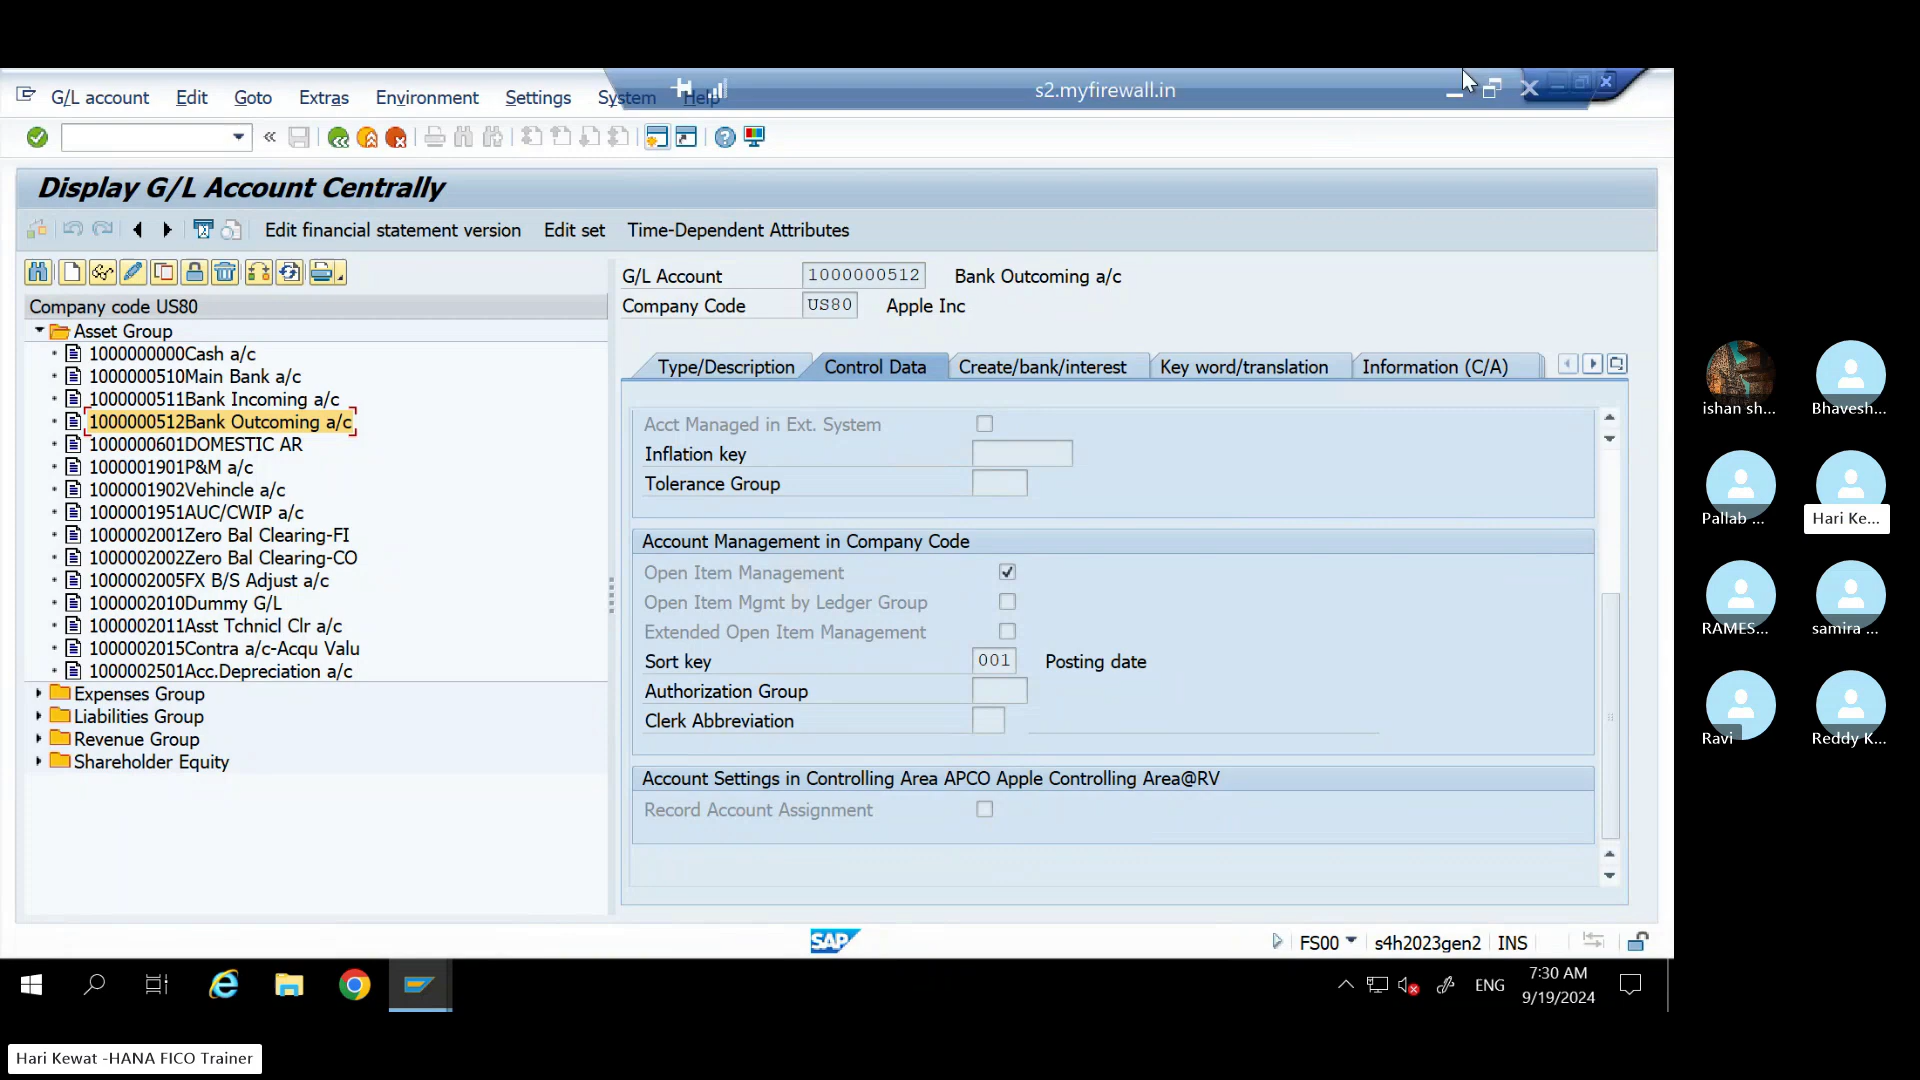 G/L account Edit Goto Extras Environment Settings System Help
s2.myfirewall.in
Display G/L Account Centrally
Edit financial statement version Edit set Time-Dependent Attributes
Company code US80
Asset Group
1000000000Cash a/c
1000000510Main Bank a/c
1000000511Bank Incoming a/c
1000000512Bank Outcoming a/c
1000000601DOMESTIC AR
1000001901P&M a/c
1000001902Vehincle a/c
1000001951AUC/CWIP a/c
1000002001Zero Bal Clearing-FI
1000002002Zero Bal Clearing-CO
1000002005FX B/S Adjust a/c
1000002010Dummy G/L
1000002011Asst Tchnicl Clr a/c
1000002015Contra a/c-Acqu Valu
1000002501Acc.Depreciation a/c
Expenses Group
Liabilities Group
Revenue Group
Shareholder Equity
G/L Account 1000000512 Bank Outcoming a/c
Company Code US80 Apple Inc
Type/Description Control Data Create/bank/interest Key word/translation Information (C/A)
Acct Managed in Ext. System
Inflation key
Tolerance Group
Account Management in Company Code
Open Item Management
Open Item Mgmt by Ledger Group
Extended Open Item Management
Sort key 001 Posting date
Authorization Group
Clerk Abbreviation
Account Settings in Controlling Area APCO Apple Controlling Area@RV
Record Account Assignment
SAP
FS00 s4h2023gen2 INS
ENG
7:30 AM
9/19/2024
ishan sh... Bhavesh...
Pallab ... Hari Ke...
RAMES... samira ...
Ravi Reddy K...
Hari Kewat -HANA FICO Trainer